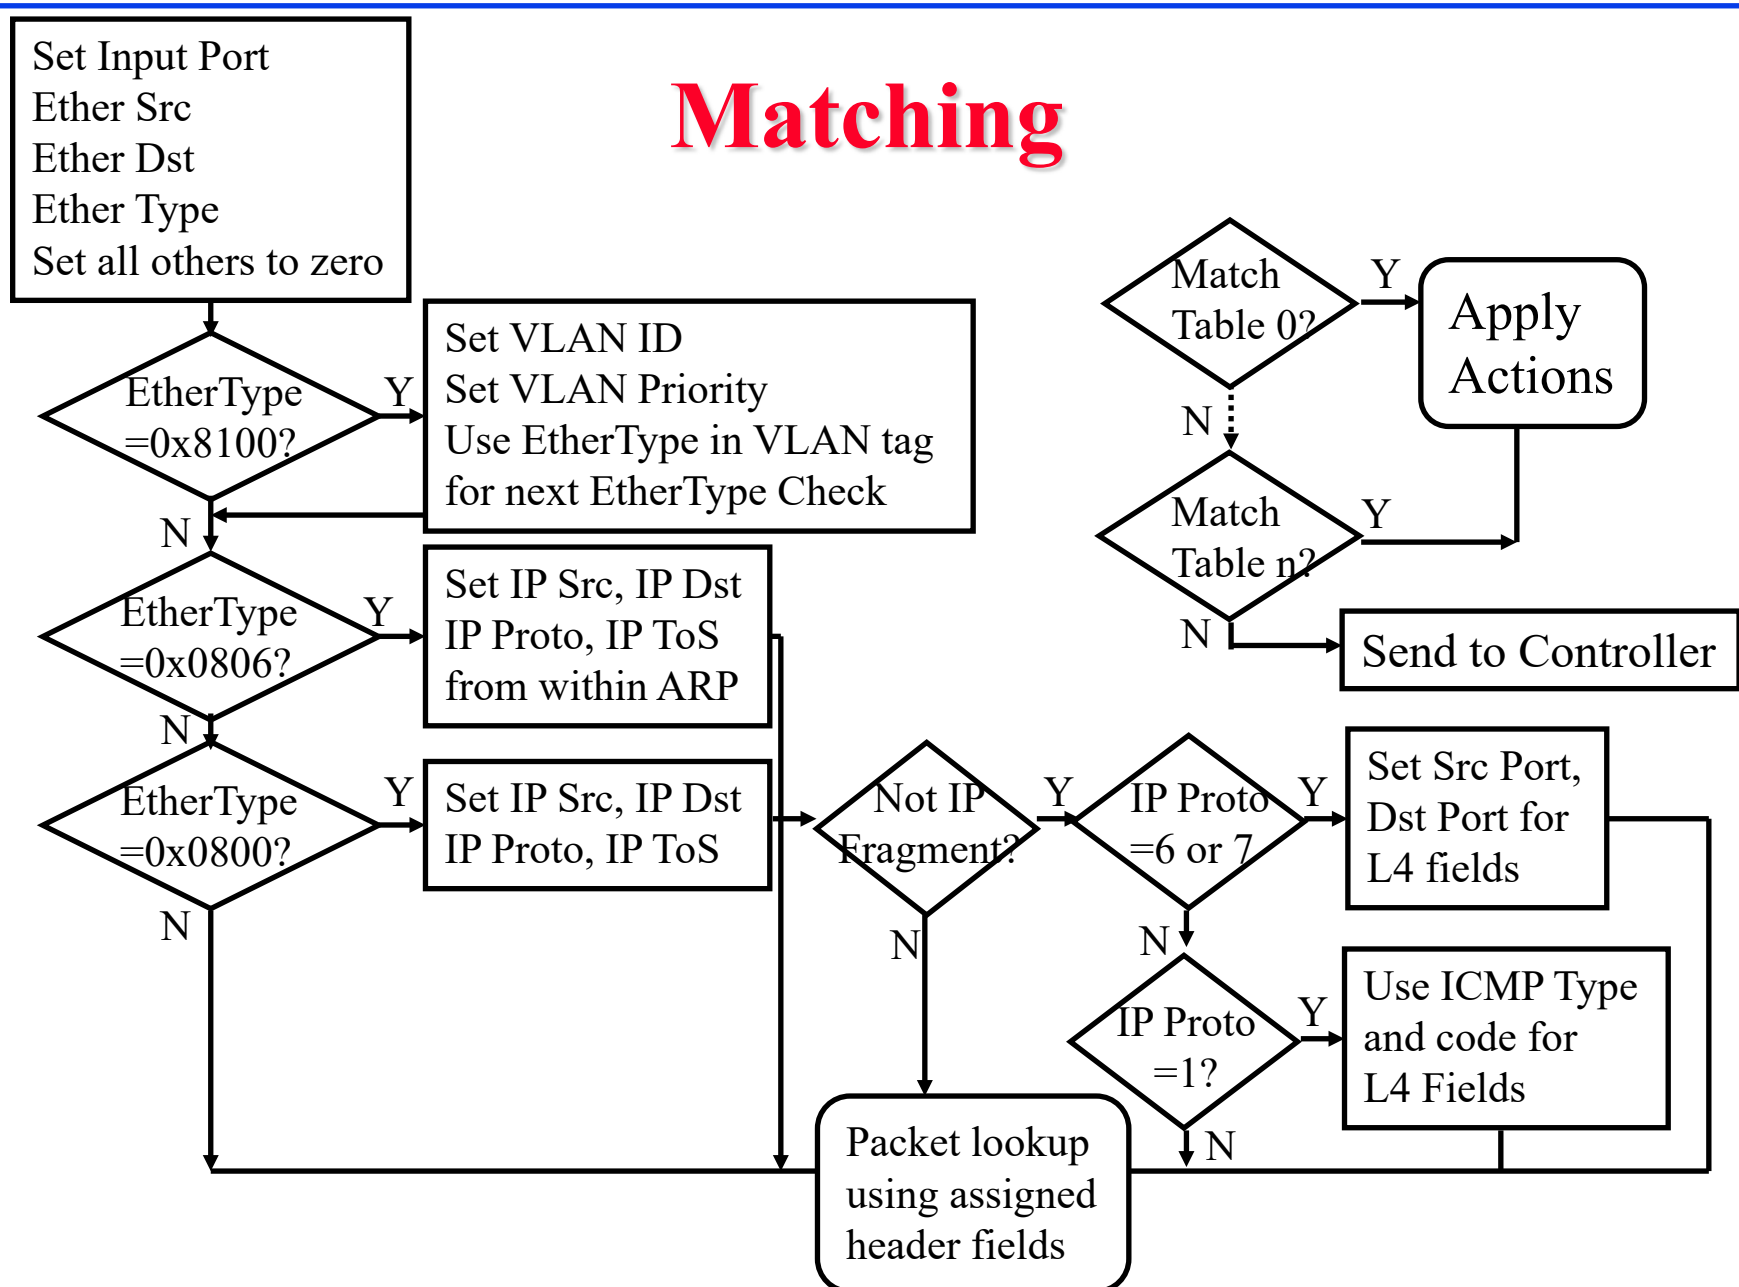 Matching
Set Input Port
Ether Src
Ether Dst
Ether Type
Set all others to zero
EtherType
=0x8100?
Y
N
Set VLAN ID
Set VLAN Priority
Use EtherType in VLAN tag
for next EtherType Check
EtherType
=0x0806?
Y
N
Set IP Src, IP Dst
IP Proto, IP ToS
from within ARP
EtherType
=0x0800?
Y
N
Set IP Src, IP Dst
IP Proto, IP ToS
Not IP
Fragment?
Y
N
IP Proto
=6 or 7
Y
N
Set Src Port,
Dst Port for
L4 fields
IP Proto
=1?
Y
N
Use ICMP Type
and code for
L4 Fields
Packet lookup
using assigned
header fields
Match
Table 0?
Y
N
Apply
Actions
Match
Table n?
Y
N
Send to Controller